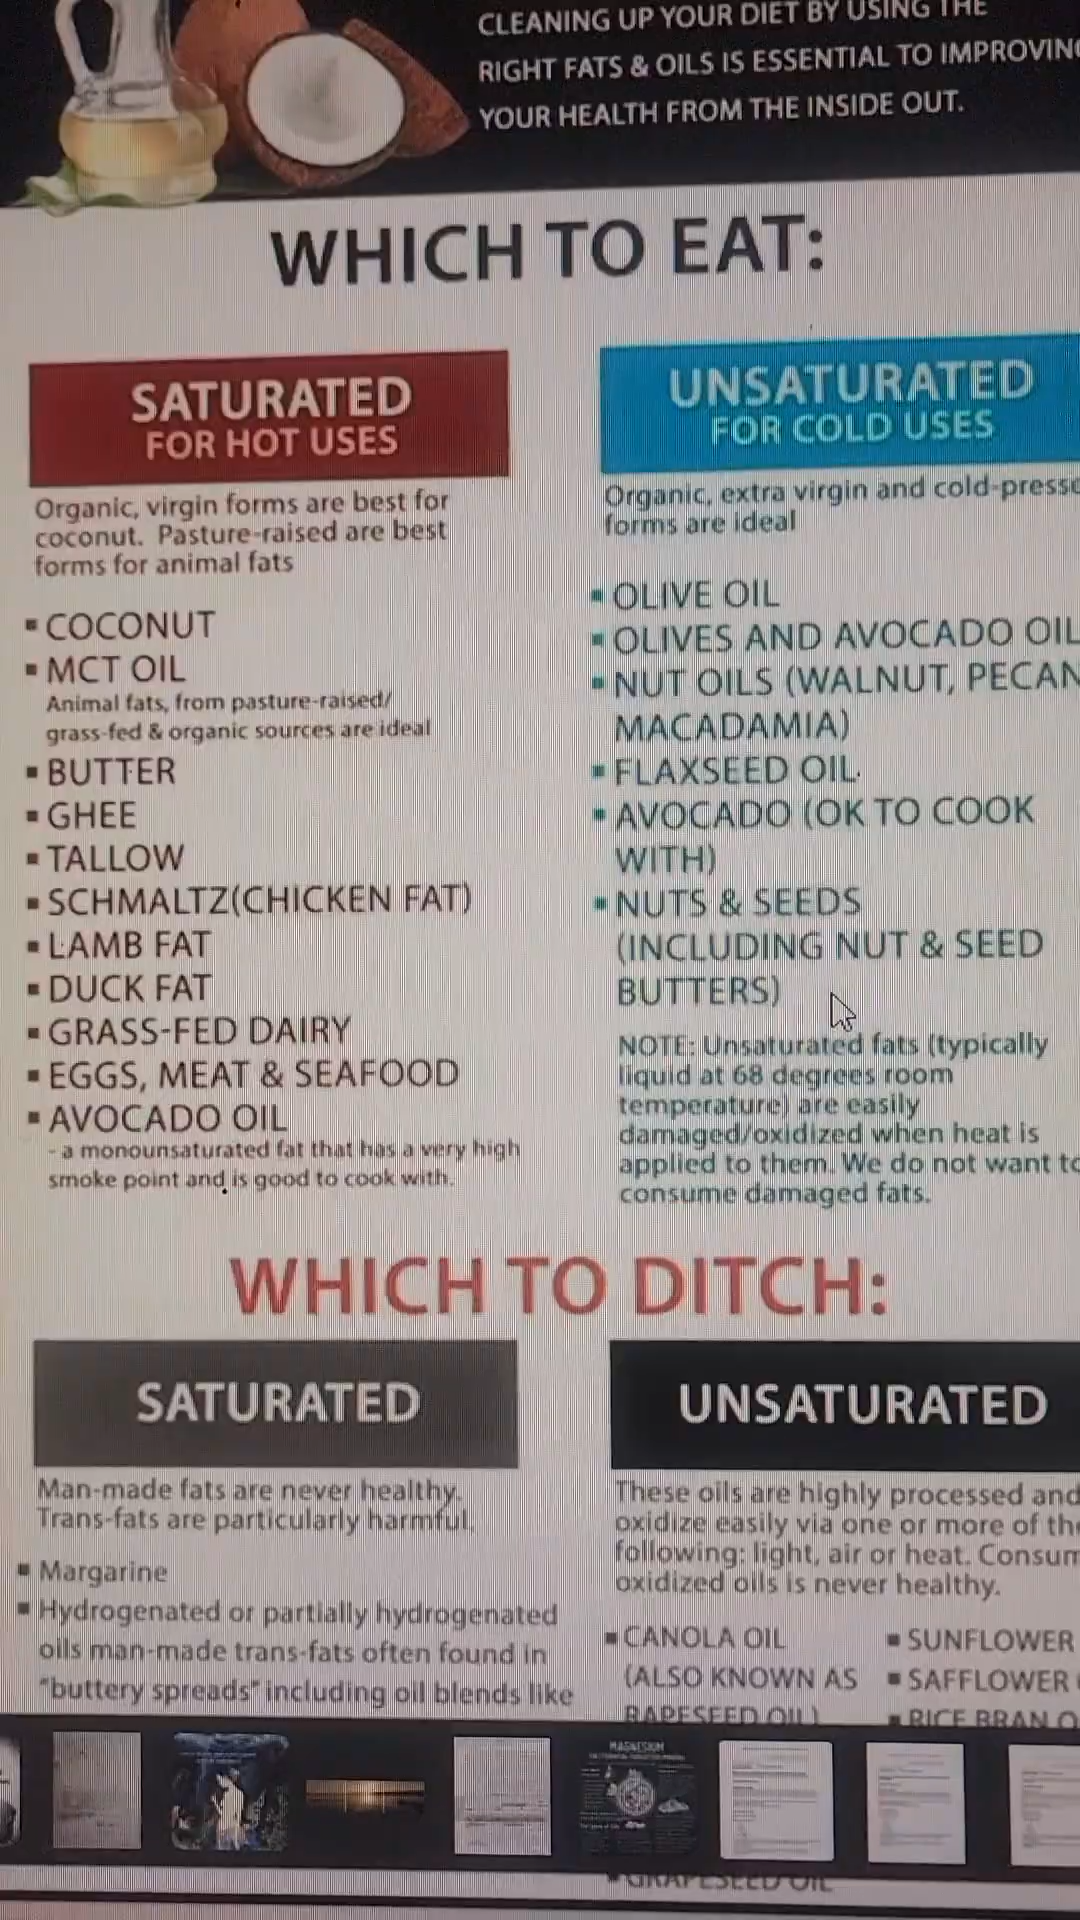 CLEANING UP YOUR DIET BY USING THE
RIGHT FATS & OILS IS ESSENTIAL TO IMPROVING
YOUR HEALTH FROM THE INSIDE OUT.
WHICH TO EAT:
SATURATED
FOR HOT USES
Organic, virgin forms are best for
coconut. Pasture-raised are best
forms for animal fats
▪ COCONUT
▪ MCT OIL
Animal fats, from pasture-raised/
grass-fed & organic sources are ideal
▪ BUTTER
▪ GHEE
▪ TALLOW
▪ SCHMALTZ(CHICKEN FAT)
▪ LAMB FAT
▪ DUCK FAT
▪ GRASS-FED DAIRY
▪ EGGS, MEAT & SEAFOOD
▪ AVOCADO OIL
- a monounsaturated fat that has a very high
smoke point and is good to cook with.
UNSATURATED
FOR COLD USES
Organic, extra virgin and cold-presse
forms are ideal
▪ OLIVE OIL
▪ OLIVES AND AVOCADO OIL
▪ NUT OILS (WALNUT, PECAN
MACADAMIA)
▪ FLAXSEED OIL
▪ AVOCADO (OK TO COOK
WITH)
▪ NUTS & SEEDS
(INCLUDING NUT & SEED
BUTTERS)
NOTE: Unsaturated fats (typically
liquid at 68 degrees room
temperature) are easily
damaged/oxidized when heat is
applied to them. We do not want to
consume damaged fats.
WHICH TO DITCH:
SATURATED
Man-made fats are never healthy.
Trans-fats are particularly harmful.
▪ Margarine
▪ Hydrogenated or partially hydrogenated
oils man-made trans-fats often found in
"buttery spreads" including oil blends like
UNSATURATED
These oils are highly processed and
oxidize easily via one or more of the
following: light, air or heat. Consum
oxidized oils is never healthy.
▪ CANOLA OIL
(ALSO KNOWN AS
RAPESEED OIL)
▪ SUNFLOWER
▪ SAFFLOWER
▪ RICE BRAN O
MAGNESIUM
▪ GRAPESEED OIL